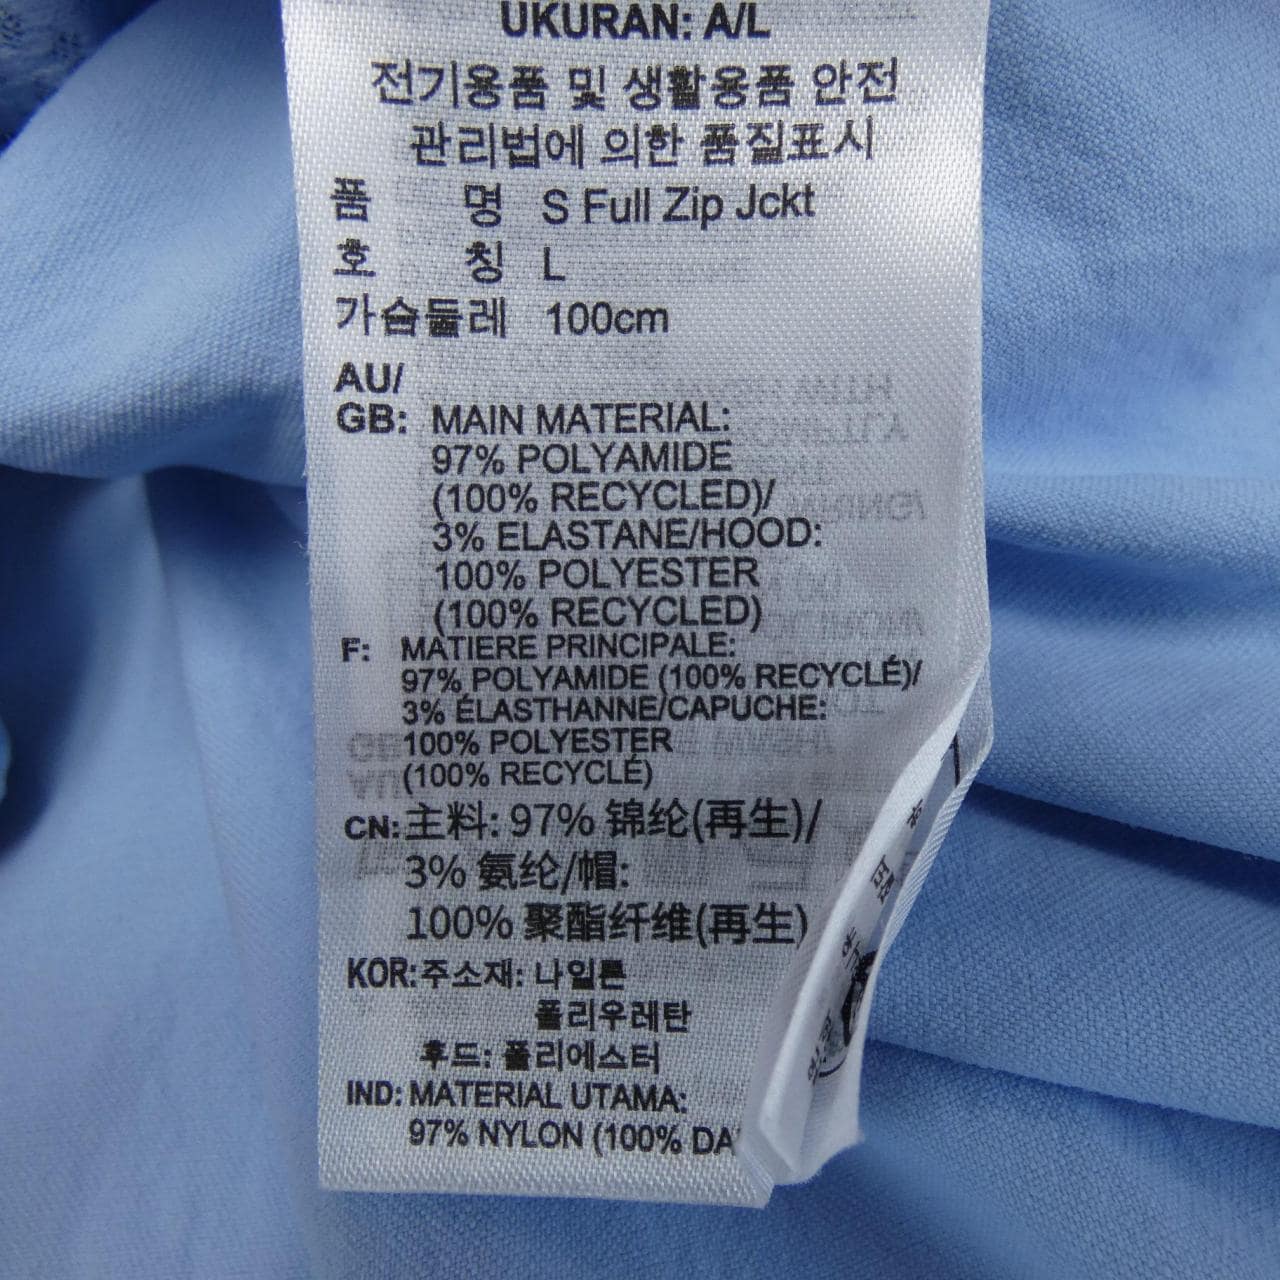 UKURAN: A/L
전기용품 및 생활용품 안전
관리법에 의한 품질표시
품 명 S Full Zip Jckt
호 칭 L
가슴둘레 100cm
AU/
GB: MAIN MATERIAL:
97% POLYAMIDE
(100% RECYCLED)/
3% ELASTANE/HOOD:
100% POLYESTER
(100% RECYCLED)
F: MATIERE PRINCIPALE:
97% POLYAMIDE (100% RECYCLÉ)/
3% ÉLASTHANNE/CAPUCHE:
100% POLYESTER
(100% RECYCLÉ)
CN: 主料: 97% 锦纶(再生)/
3% 氨纶/帽:
100% 聚酯纤维(再生)
KOR: 주소재: 나일론
폴리우레탄
후드: 폴리에스터
IND: MATERIAL UTAMA:
97% NYLON (100% DA